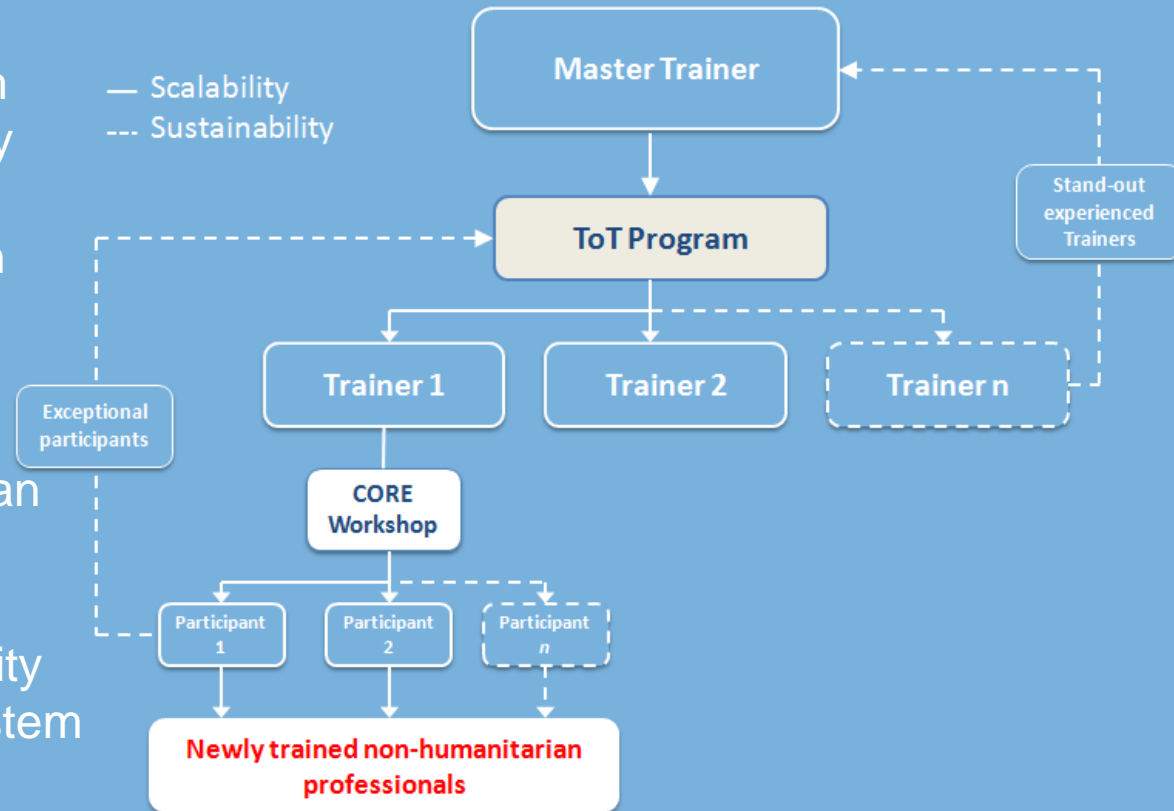 — Scalability
--- Sustainability
Master Trainer
Stand-out
experienced
Trainers
ToT Program
Trainer 1
Trainer 2
Trainer n
Exceptional
participants
CORE
Workshop
Participant
1
Participant
2
Participant
n
Newly trained non-humanitarian
professionals